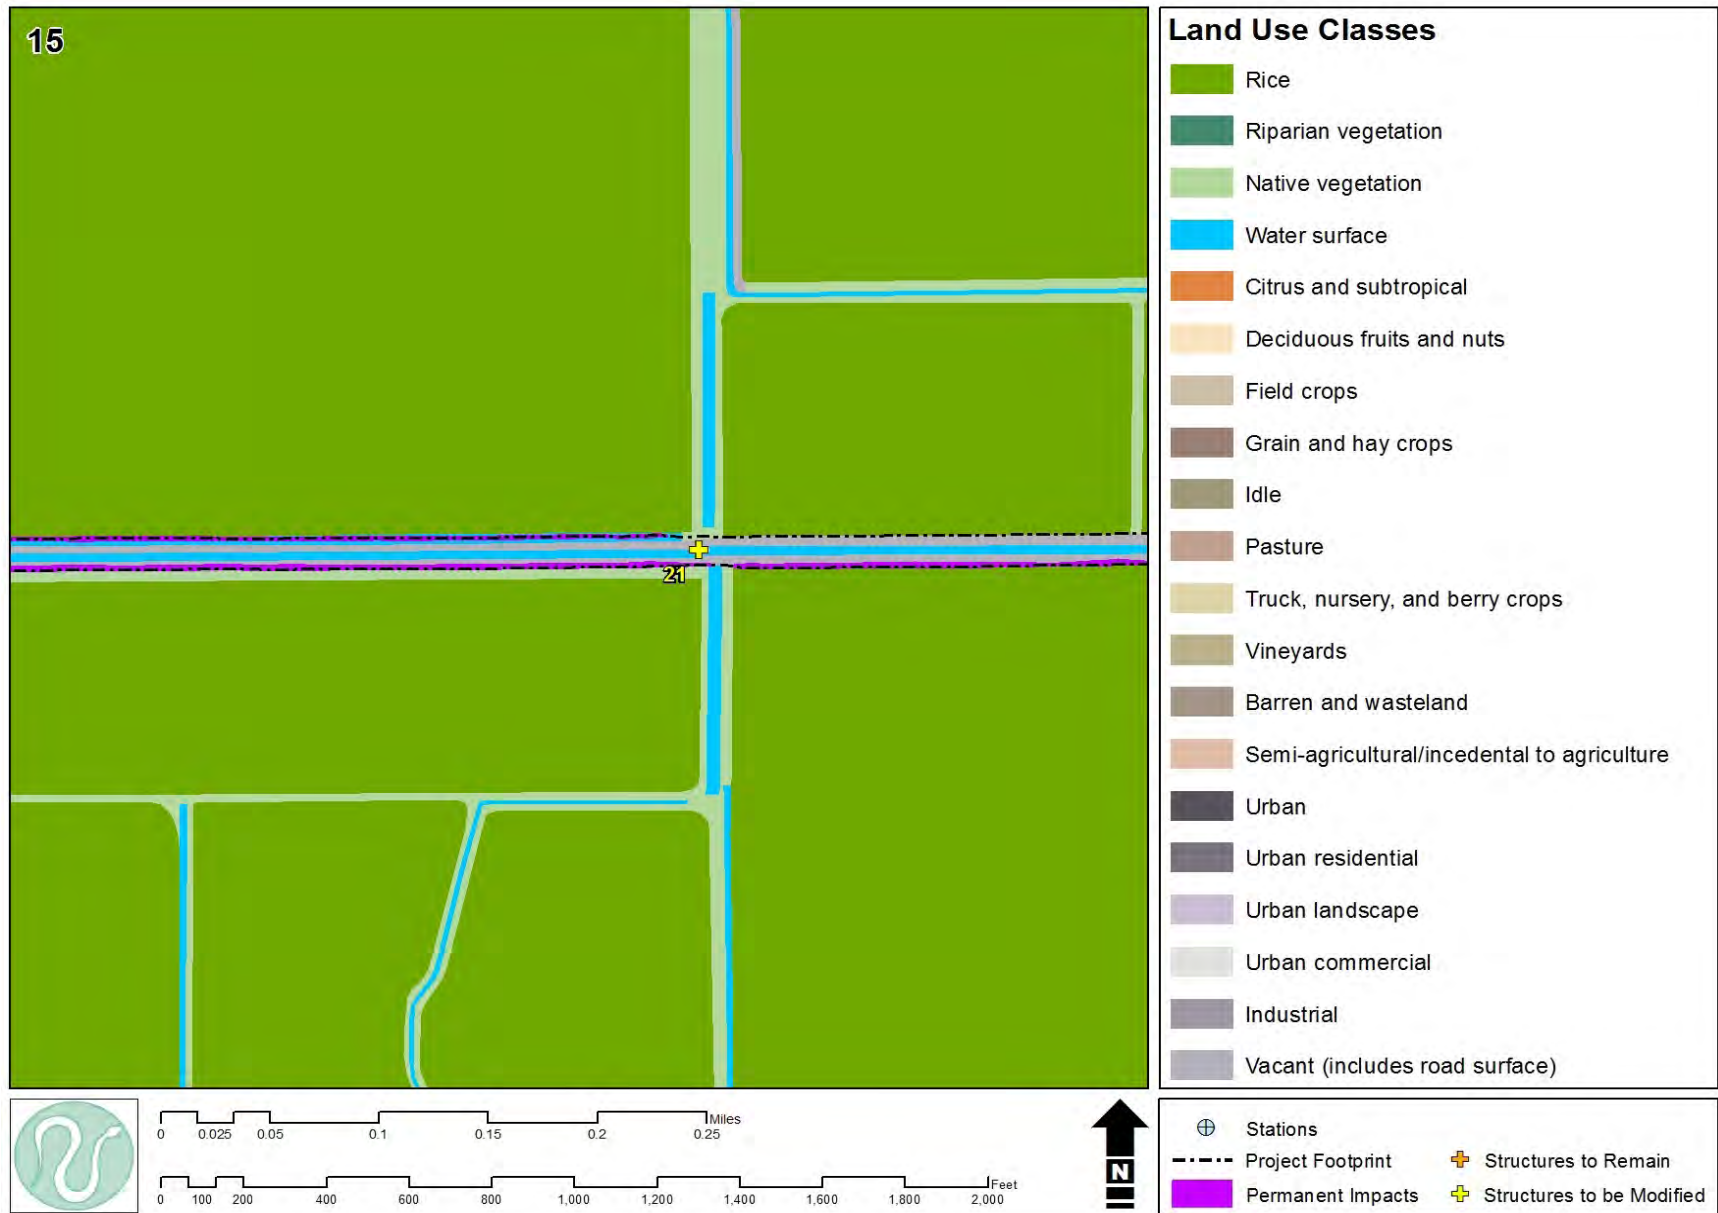 15
21
Land Use Classes
Rice
Riparian vegetation
Native vegetation
Water surface
Citrus and subtropical
Deciduous fruits and nuts
Field crops
Grain and hay crops
Idle
Pasture
Truck, nursery, and berry crops
Vineyards
Barren and wasteland
Semi-agricultural/incedental to agriculture
Urban
Urban residential
Urban landscape
Urban commercial
Industrial
Vacant (includes road surface)
Miles
0 0.025 0.05 0.1 0.15 0.2 0.25
Feet
0 100 200 400 600 800 1,000 1,200 1,400 1,600 1,800 2,000
N
Stations
Project Footprint Structures to Remain
Permanent Impacts Structures to be Modified